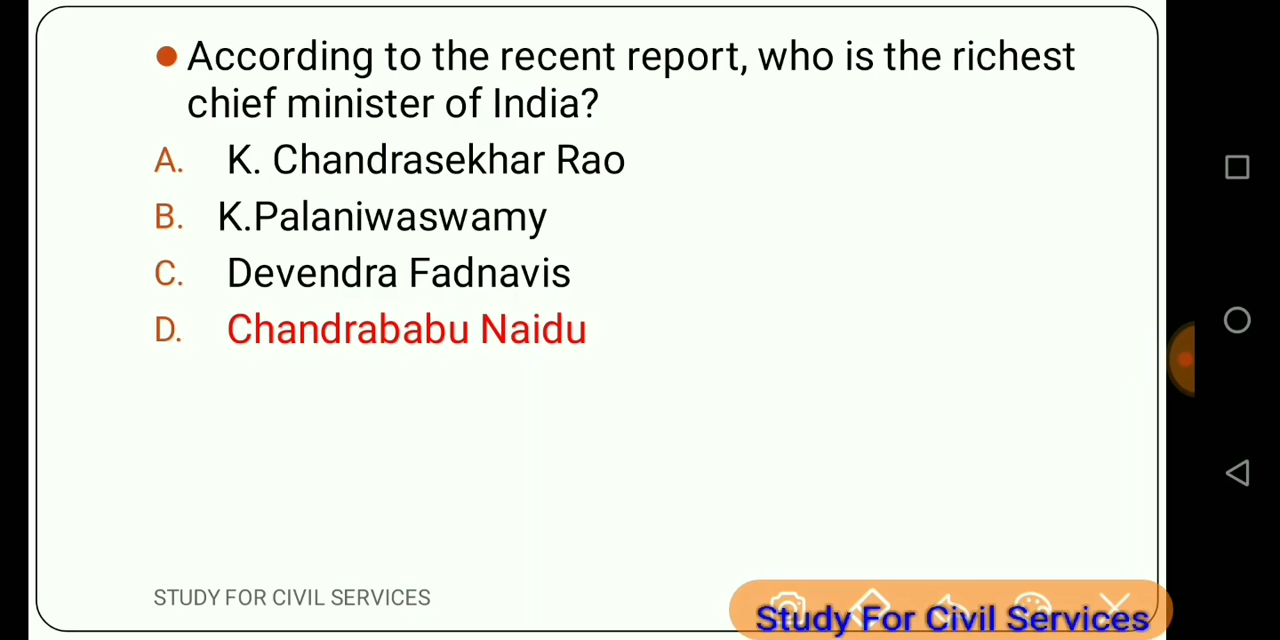 According to the recent report, who is the richest
chief minister of India?
A. K. Chandrasekhar Rao
B. K.Palaniwaswamy
C. Devendra Fadnavis
D. Chandrababu Naidu
STUDY FOR CIVIL SERVICES
Study For Civil Services